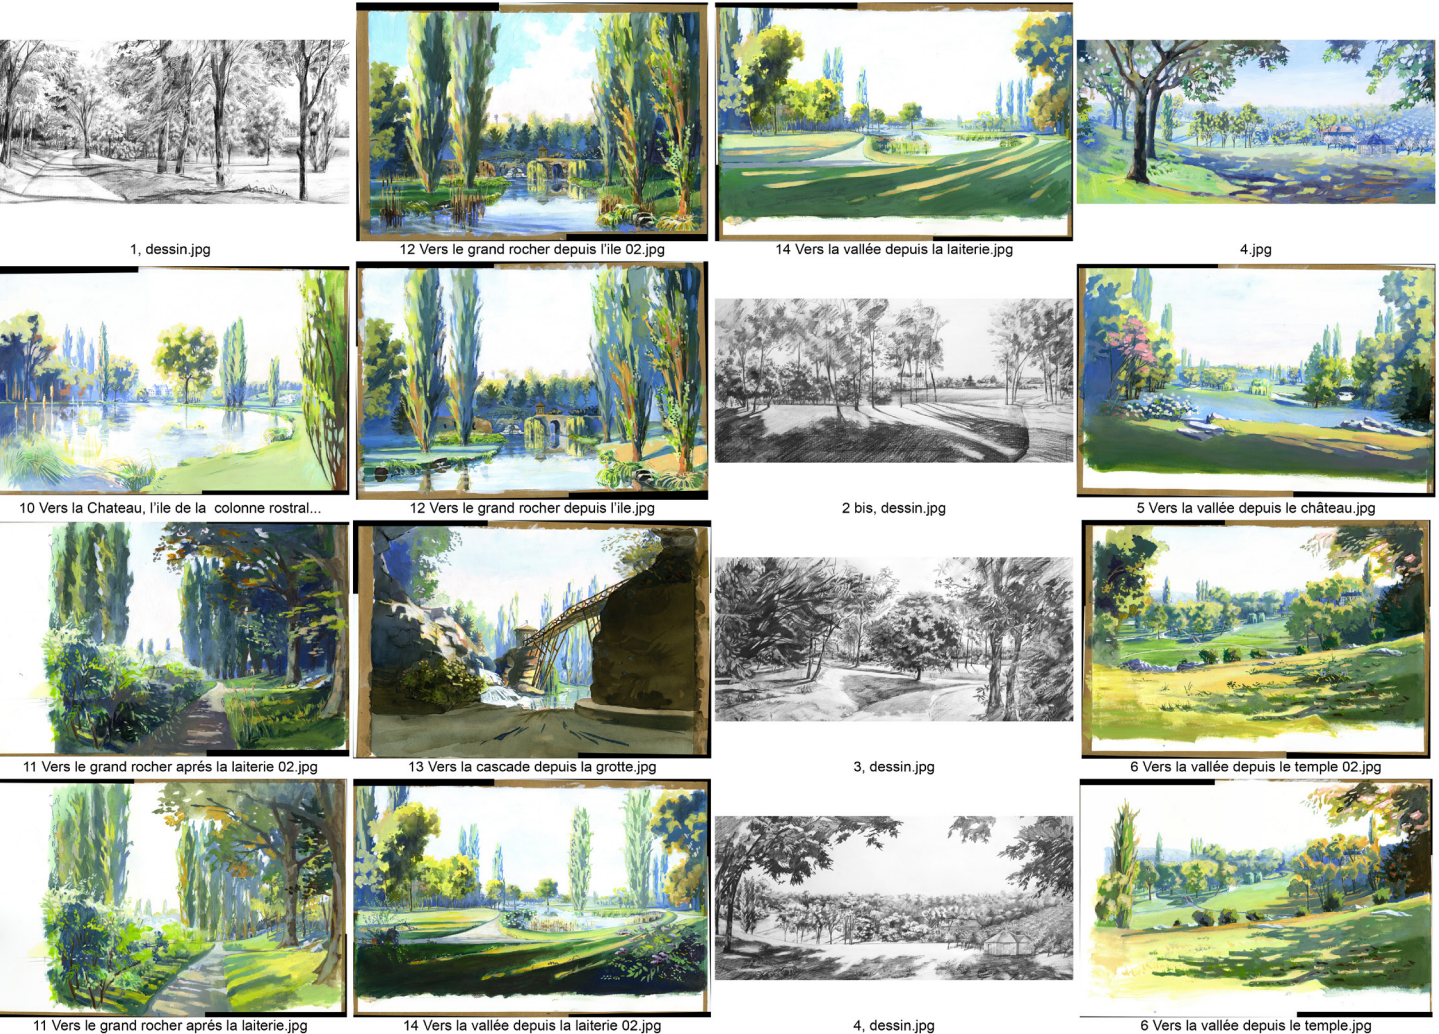 1, dessin.jpg
12 Vers le grand rocher depuis l'ile 02.jpg
14 Vers la vallée depuis la laiterie.jpg
4.jpg
10 Vers la Chateau, l'ile de la  colonne rostral...
12 Vers le grand rocher depuis l'ile.jpg
2 bis, dessin.jpg
5 Vers la vallée depuis le château.jpg
11 Vers le grand rocher aprés la laiterie 02.jpg
13 Vers la cascade depuis la grotte.jpg
3, dessin.jpg
6 Vers la vallée depuis le temple 02.jpg
11 Vers le grand rocher aprés la laiterie.jpg
14 Vers la vallée depuis la laiterie 02.jpg
4, dessin.jpg
6 Vers la vallée depuis le temple.jpg